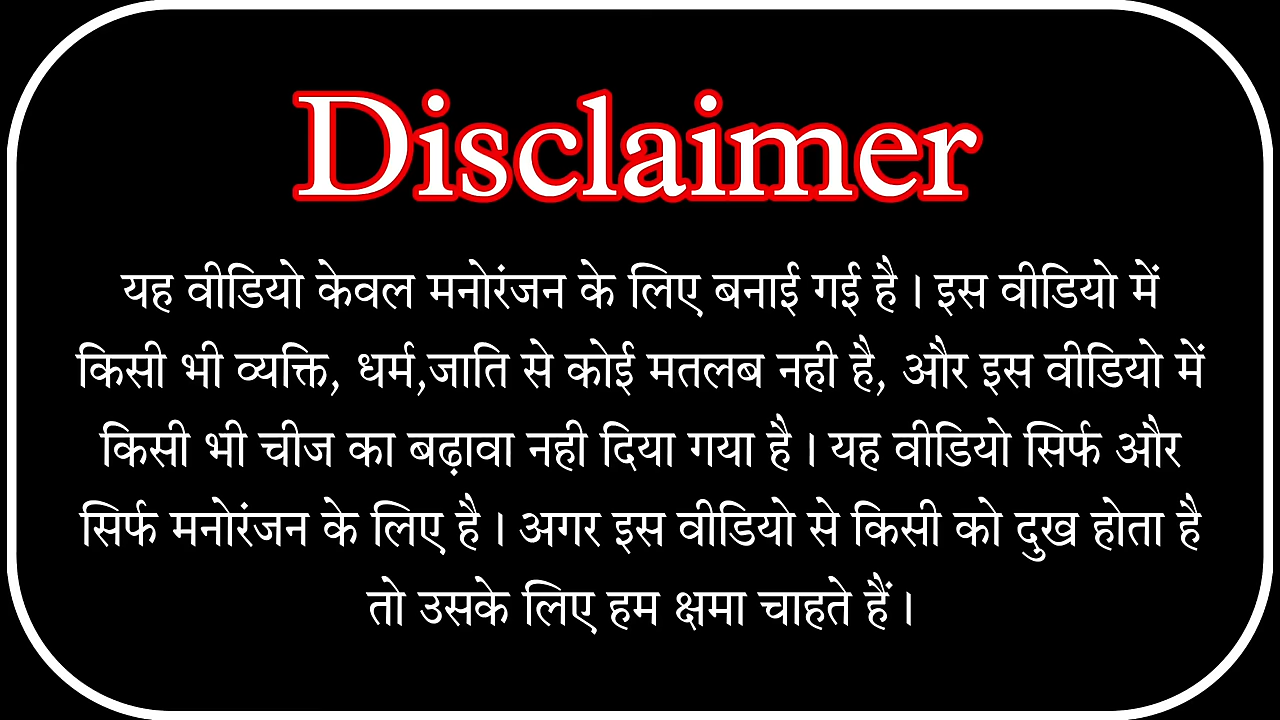 Disclaimer
यह वीडियो केवल मनोरंजन के लिए बनाई गई है। इस वीडियो में
किसी भी व्यक्ति, धर्म,जाति से कोई मतलब नही है, और इस वीडियो में
किसी भी चीज का बढ़ावा नही दिया गया है। यह वीडियो सिर्फ और
सिर्फ मनोरंजन के लिए है। अगर इस वीडियो से किसी को दुख होता है
तो उसके लिए हम क्षमा चाहते हैं।